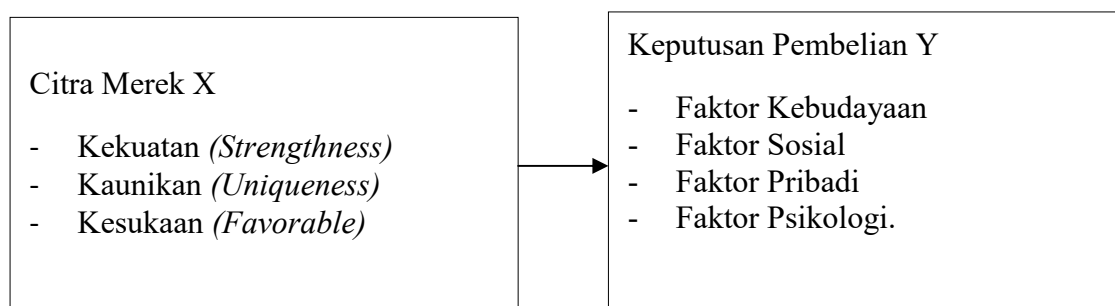 Citra Merek X
- Kekuatan (Strengthness)
- Kaunikan (Uniqueness)
- Kesukaan (Favorable)
Keputusan Pembelian Y
- Faktor Kebudayaan
- Faktor Sosial
- Faktor Pribadi
- Faktor Psikologi.